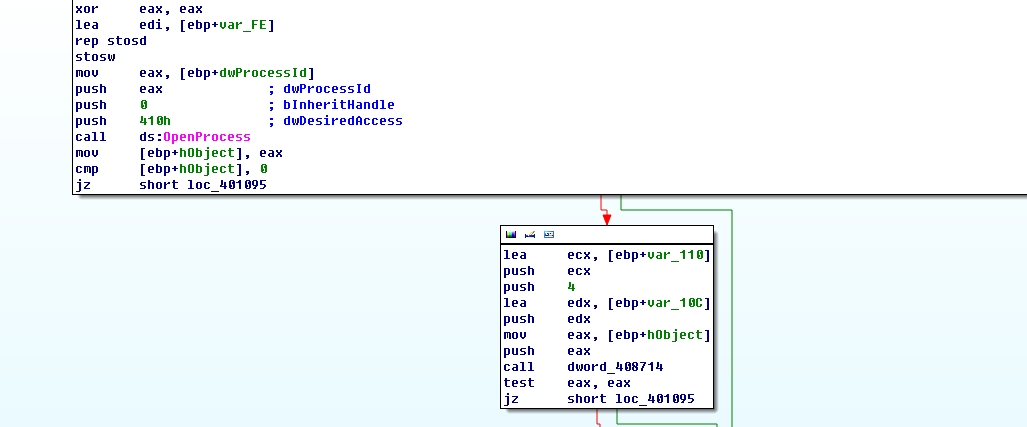 xor     eax, eax
lea     edi, [ebp+var_FE]
rep stosd
stosw
mov     eax, [ebp+dwProcessId]
push    eax             ; dwProcessId
push    0               ; bInheritHandle
push    410h            ; dwDesiredAccess
call    ds:OpenProcess
mov     [ebp+hObject], eax
cmp     [ebp+hObject], 0
jz      short loc_401095
lea     ecx, [ebp+var_110]
push    ecx
push    4
lea     edx, [ebp+var_10C]
push    edx
mov     eax, [ebp+hObject]
push    eax
call    dword_408714
test    eax, eax
jz      short loc_401095